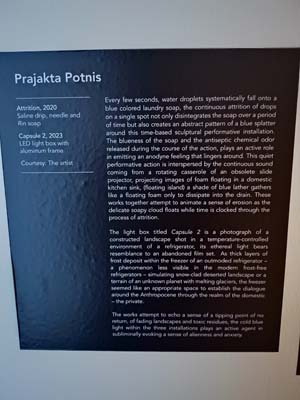 Prajakta Potnis
Attrition, 2020
Saline drip, needle and
Rin soap
Capsule 2, 2023
LED light box with
aluminum frame
Courtesy: The artist
Every few seconds, water droplets systematically fall onto a
blue colored laundry soap, the continuous attrition of drops
on a single spot not only disintegrates the soap over a period
of time but also creates an abstract pattern of a blue splatter
around this time-based sculptural performative installation.
The blueness of the soap and the antiseptic chemical odor
released during the course of the action, plays an active role
in emitting an anodyne feeling that lingers around. This quiet
performative action is interspersed by the continuous sound
coming from a rotating casserole of an obsolete slide
projector, projecting images of foam floating in a domestic
kitchen sink, (floating island) a shade of blue lather gathers
like a floating foam only to dissipate into the drain. These
works together attempt to animate a sense of erosion as the
delicate soapy cloud floats while time is clocked through the
process of attrition.
The light box titled Capsule 2 is a photograph of a
constructed landscape shot in a temperature-controlled
environment of a refrigerator, its ethereal light bears
resemblance to an abandoned film set. As thick layers of
frost deposit within the freezer of an outmoded refrigerator –
a phenomenon less visible in the modern frost-free
refrigerators – simulating snow-clad deserted landscape or a
terrain of an unknown planet with melting glaciers, the freezer
seemed like an appropriate space to establish the dialogue
around the Anthropocene through the realm of the domestic
– the private.
The works attempt to echo a sense of a tipping point of no
return, of fading landscapes and toxic residues, the cold blue
light within the three installations plays an active agent in
subliminally evoking a sense of alienness and anxiety.